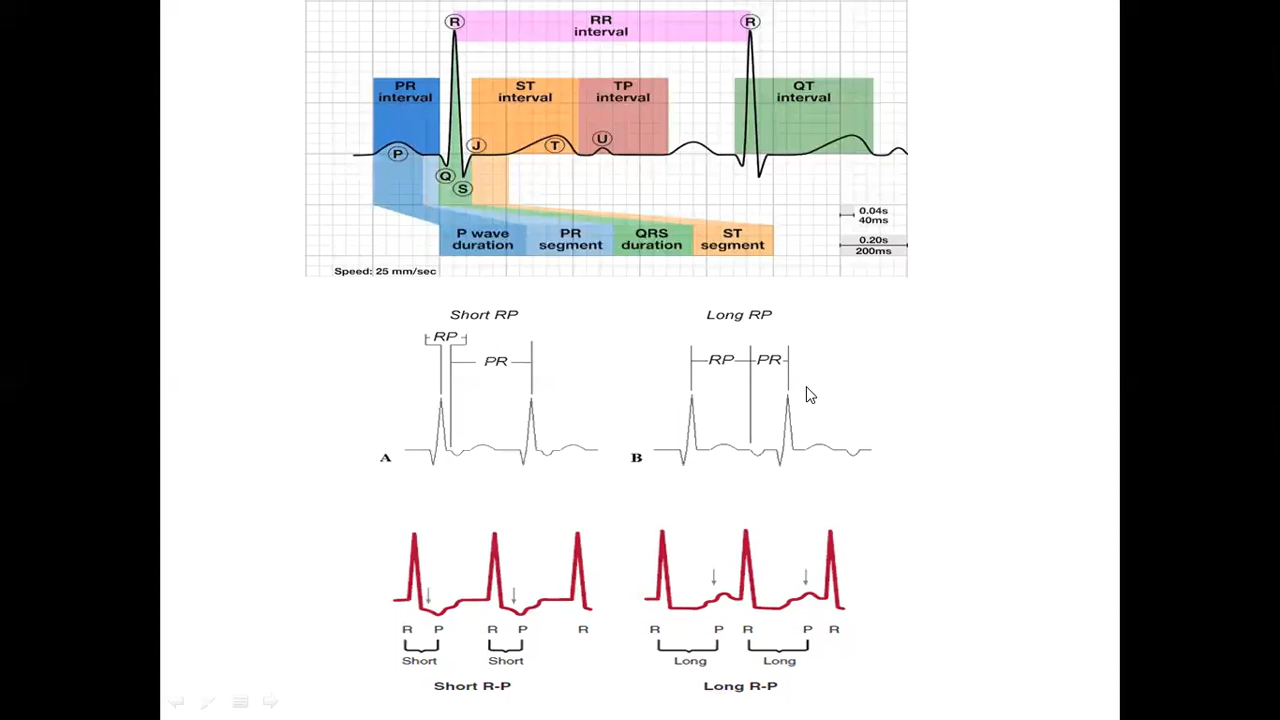 R
RR
interval
R
PR
interval
ST
interval
TP
interval
QT
interval
P
Q
S
J
T
U
0.04s
40ms
0.20s
200ms
P wave
duration
PR
segment
QRS
duration
ST
segment
Speed: 25 mm/sec
Short RP
RP
PR
A
Long RP
RP
PR
B
R P R P R
Short Short
Short R-P
R P R P R
Long Long
Long R-P